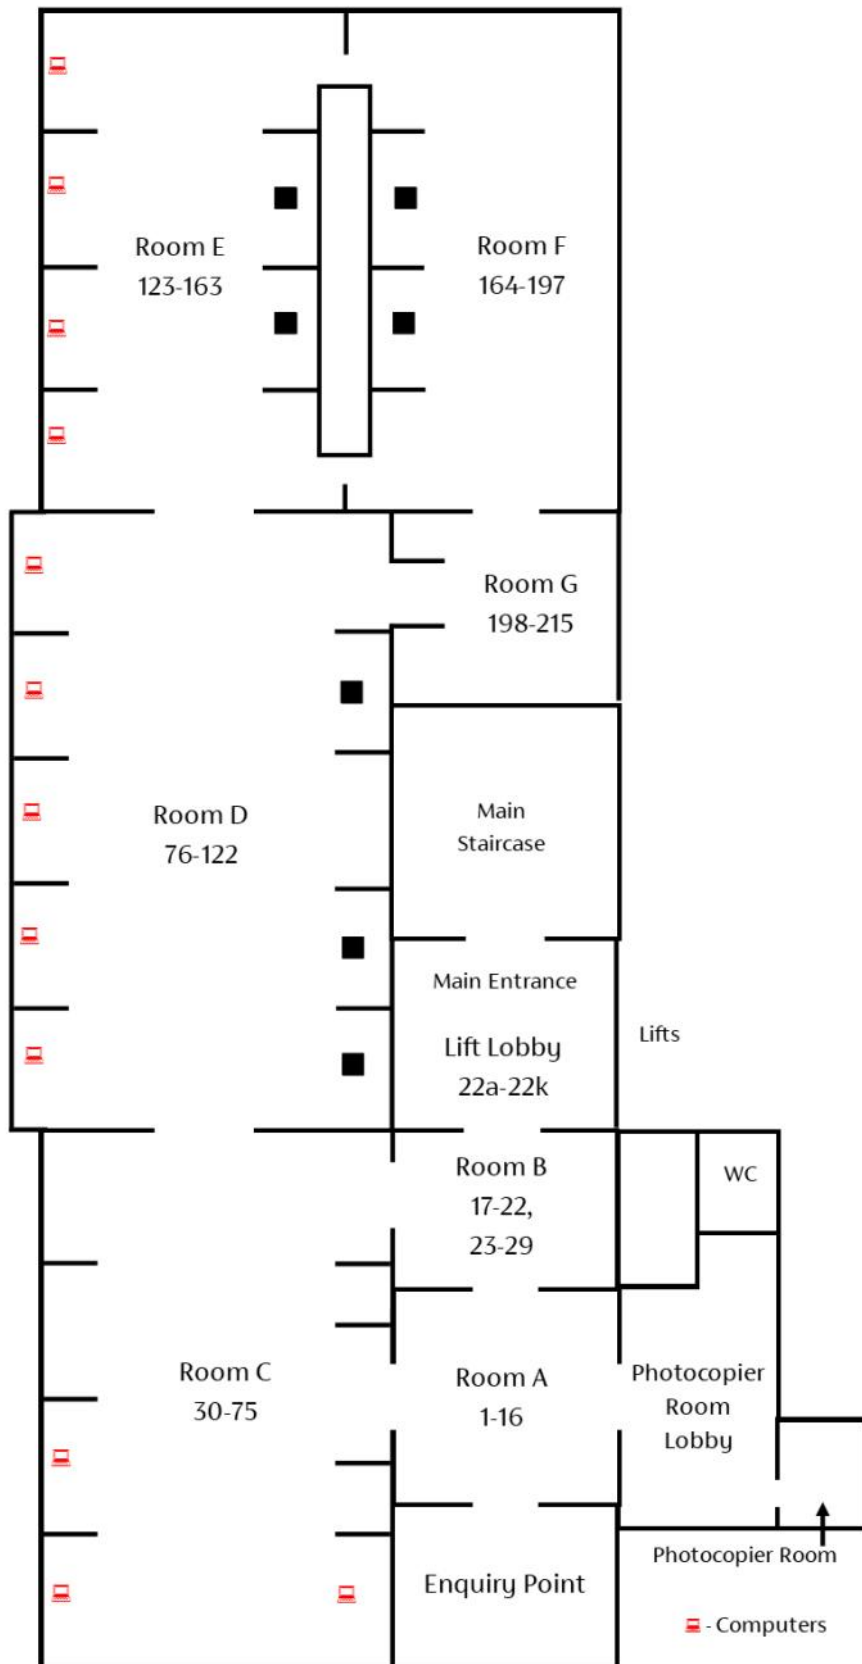 Room E
123-163
Room F
164-197
Room G
198-215
Room D
76-122
Main
Staircase
Main Entrance
Lift Lobby
22a-22k
Lifts
Room B
17-22,
23-29
WC
Room C
30-75
Room A
1-16
Photocopier
Room
Lobby
Photocopier Room
Enquiry Point
- Computers